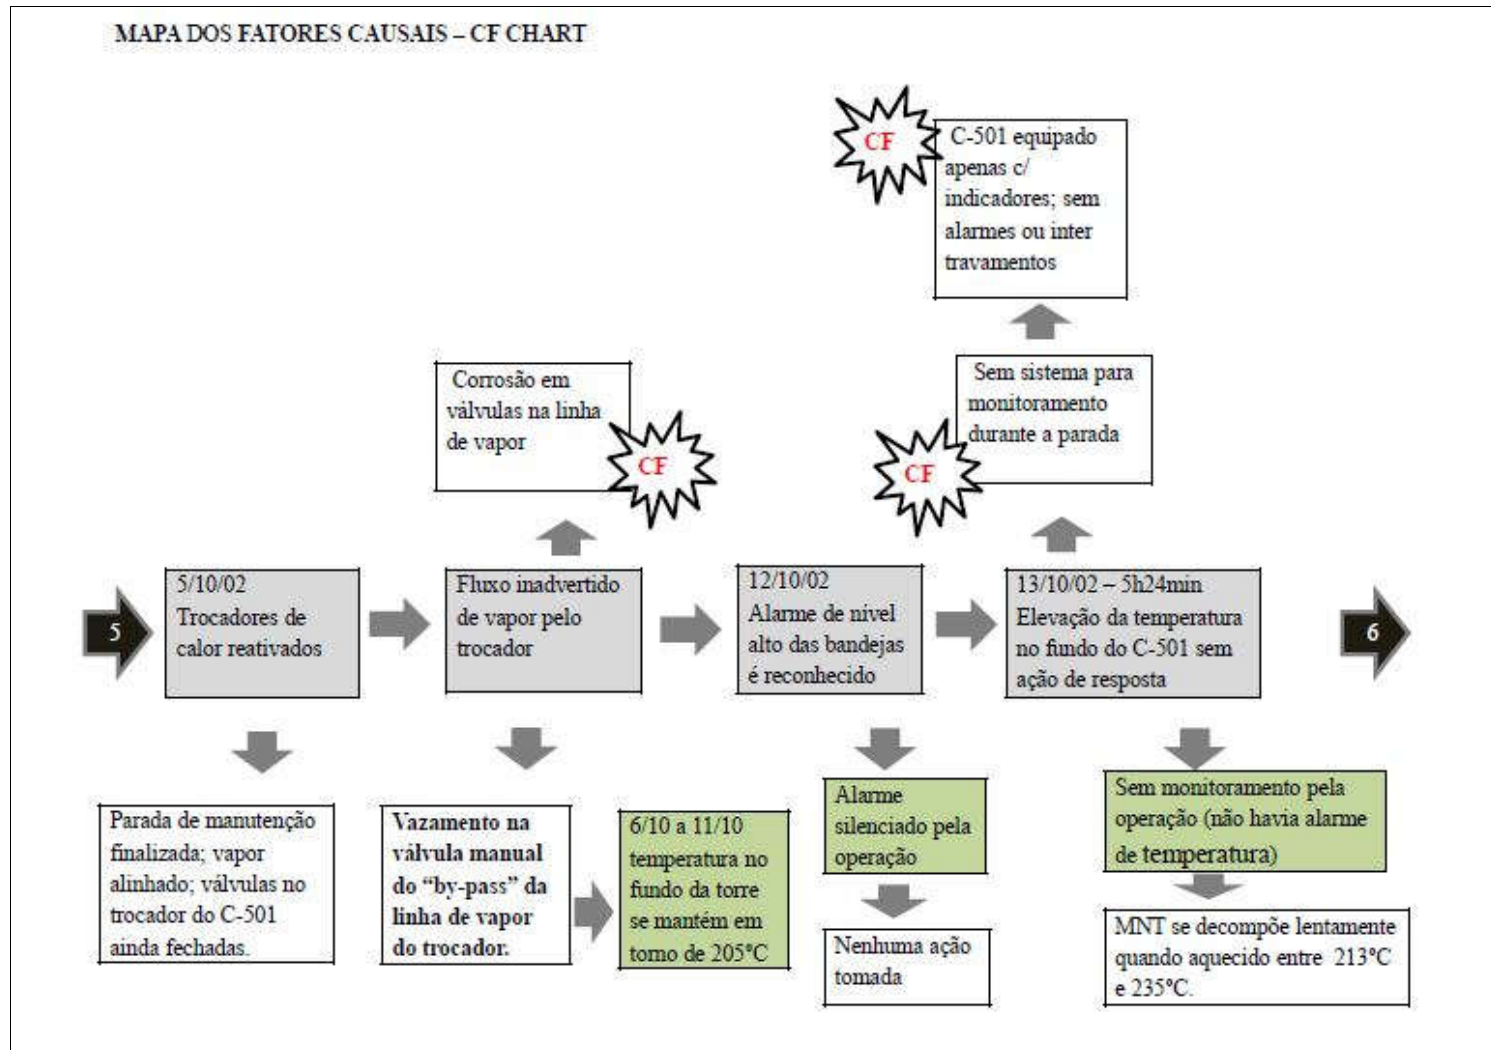 MAPA DOS FATORES CAUSAIS – CF CHART
CF
C-501 equipado
apenas c/
indicadores; sem
alarmes ou inter
travamentos
Corrosão em
válvulas na linha
de vapor
CF
Sem sistema para
monitoramento
durante a parada
CF
5
5/10/02
Trocadores de
calor reativados
Fluxo inadvertido
de vapor pelo
trocador
12/10/02
Alarme de nivel
alto das bandejas
é reconhecido
13/10/02 – 5h24min
Elevação da temperatura
no fundo do C-501 sem
ação de resposta
6
Parada de manutenção
finalizada; vapor
alinhado; válvulas no
trocador do C-501
ainda fechadas.
Vazamento na
válvula manual
do “by-pass” da
linha de vapor
do trocador.
6/10 a 11/10
temperatura no
fundo da torre
se mantém em
torno de 205°C
Alarme
silenciado pela
operação
Nenhuma ação
tomada
Sem monitoramento pela
operação (não havia alarme
de temperatura)
MNT se decompõe lentamente
quando aquecido entre 213°C
e 235°C.